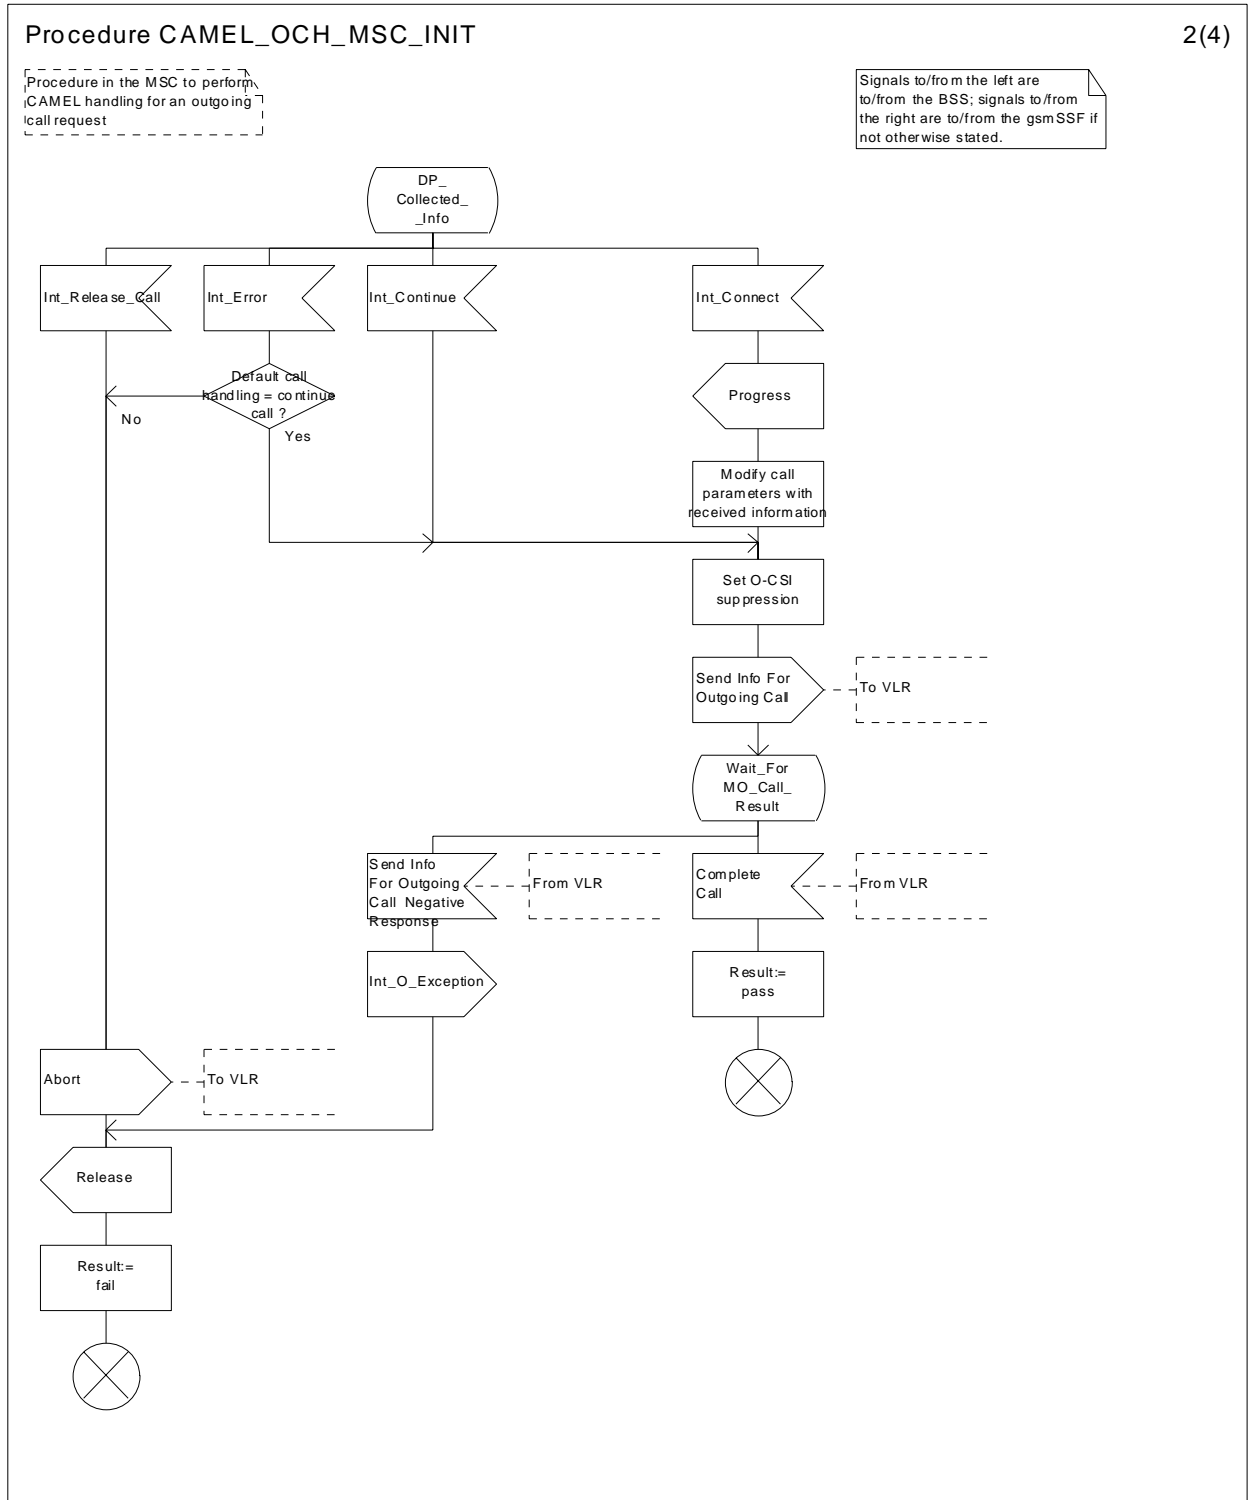 Procedure CAMEL_OCH_MSC_INIT
2(4)
Procedure in the MSC to perform
CAMEL handling for an outgoing
call request
Signals to/from the left are
to/from the BSS; signals to/from
the right are to/from the gsmSSF if
not otherwise stated.
DP_
Collected_
_Info
Int_Release_Call
Int_Error
Int_Continue
Int_Connect
Default call
handling = continue
call ?
No
Yes
Progress
Modify call
parameters with
received information
Set O-CSI
suppression
Send Info For
Outgoing Call
To VLR
Wait_For
MO_Call_
Result
Send Info
For Outgoing
Call Negative
Response
From VLR
Complete
Call
From VLR
Int_O_Exception
Result:=
pass
Abort
To VLR
Release
Result:=
fail